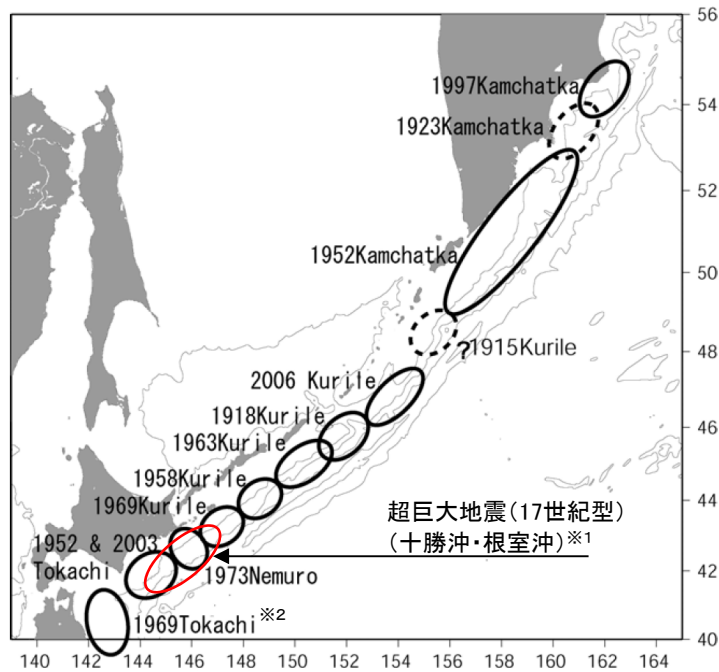 56
54
52
50
48
46
44
42
40
1997Kamchatka
1923Kamchatka
1952Kamchatka
?1915Kurile
2006 Kurile
1918Kurile
1963Kurile
1958Kurile
1969Kurile
超巨大地震(17世紀型)
(十勝沖・根室沖)※1
1952 & 2003
Tokachi
1973Nemuro
1969Tokachi※2
140 142 144 146 148 150 152 154 156 158 160 162 164